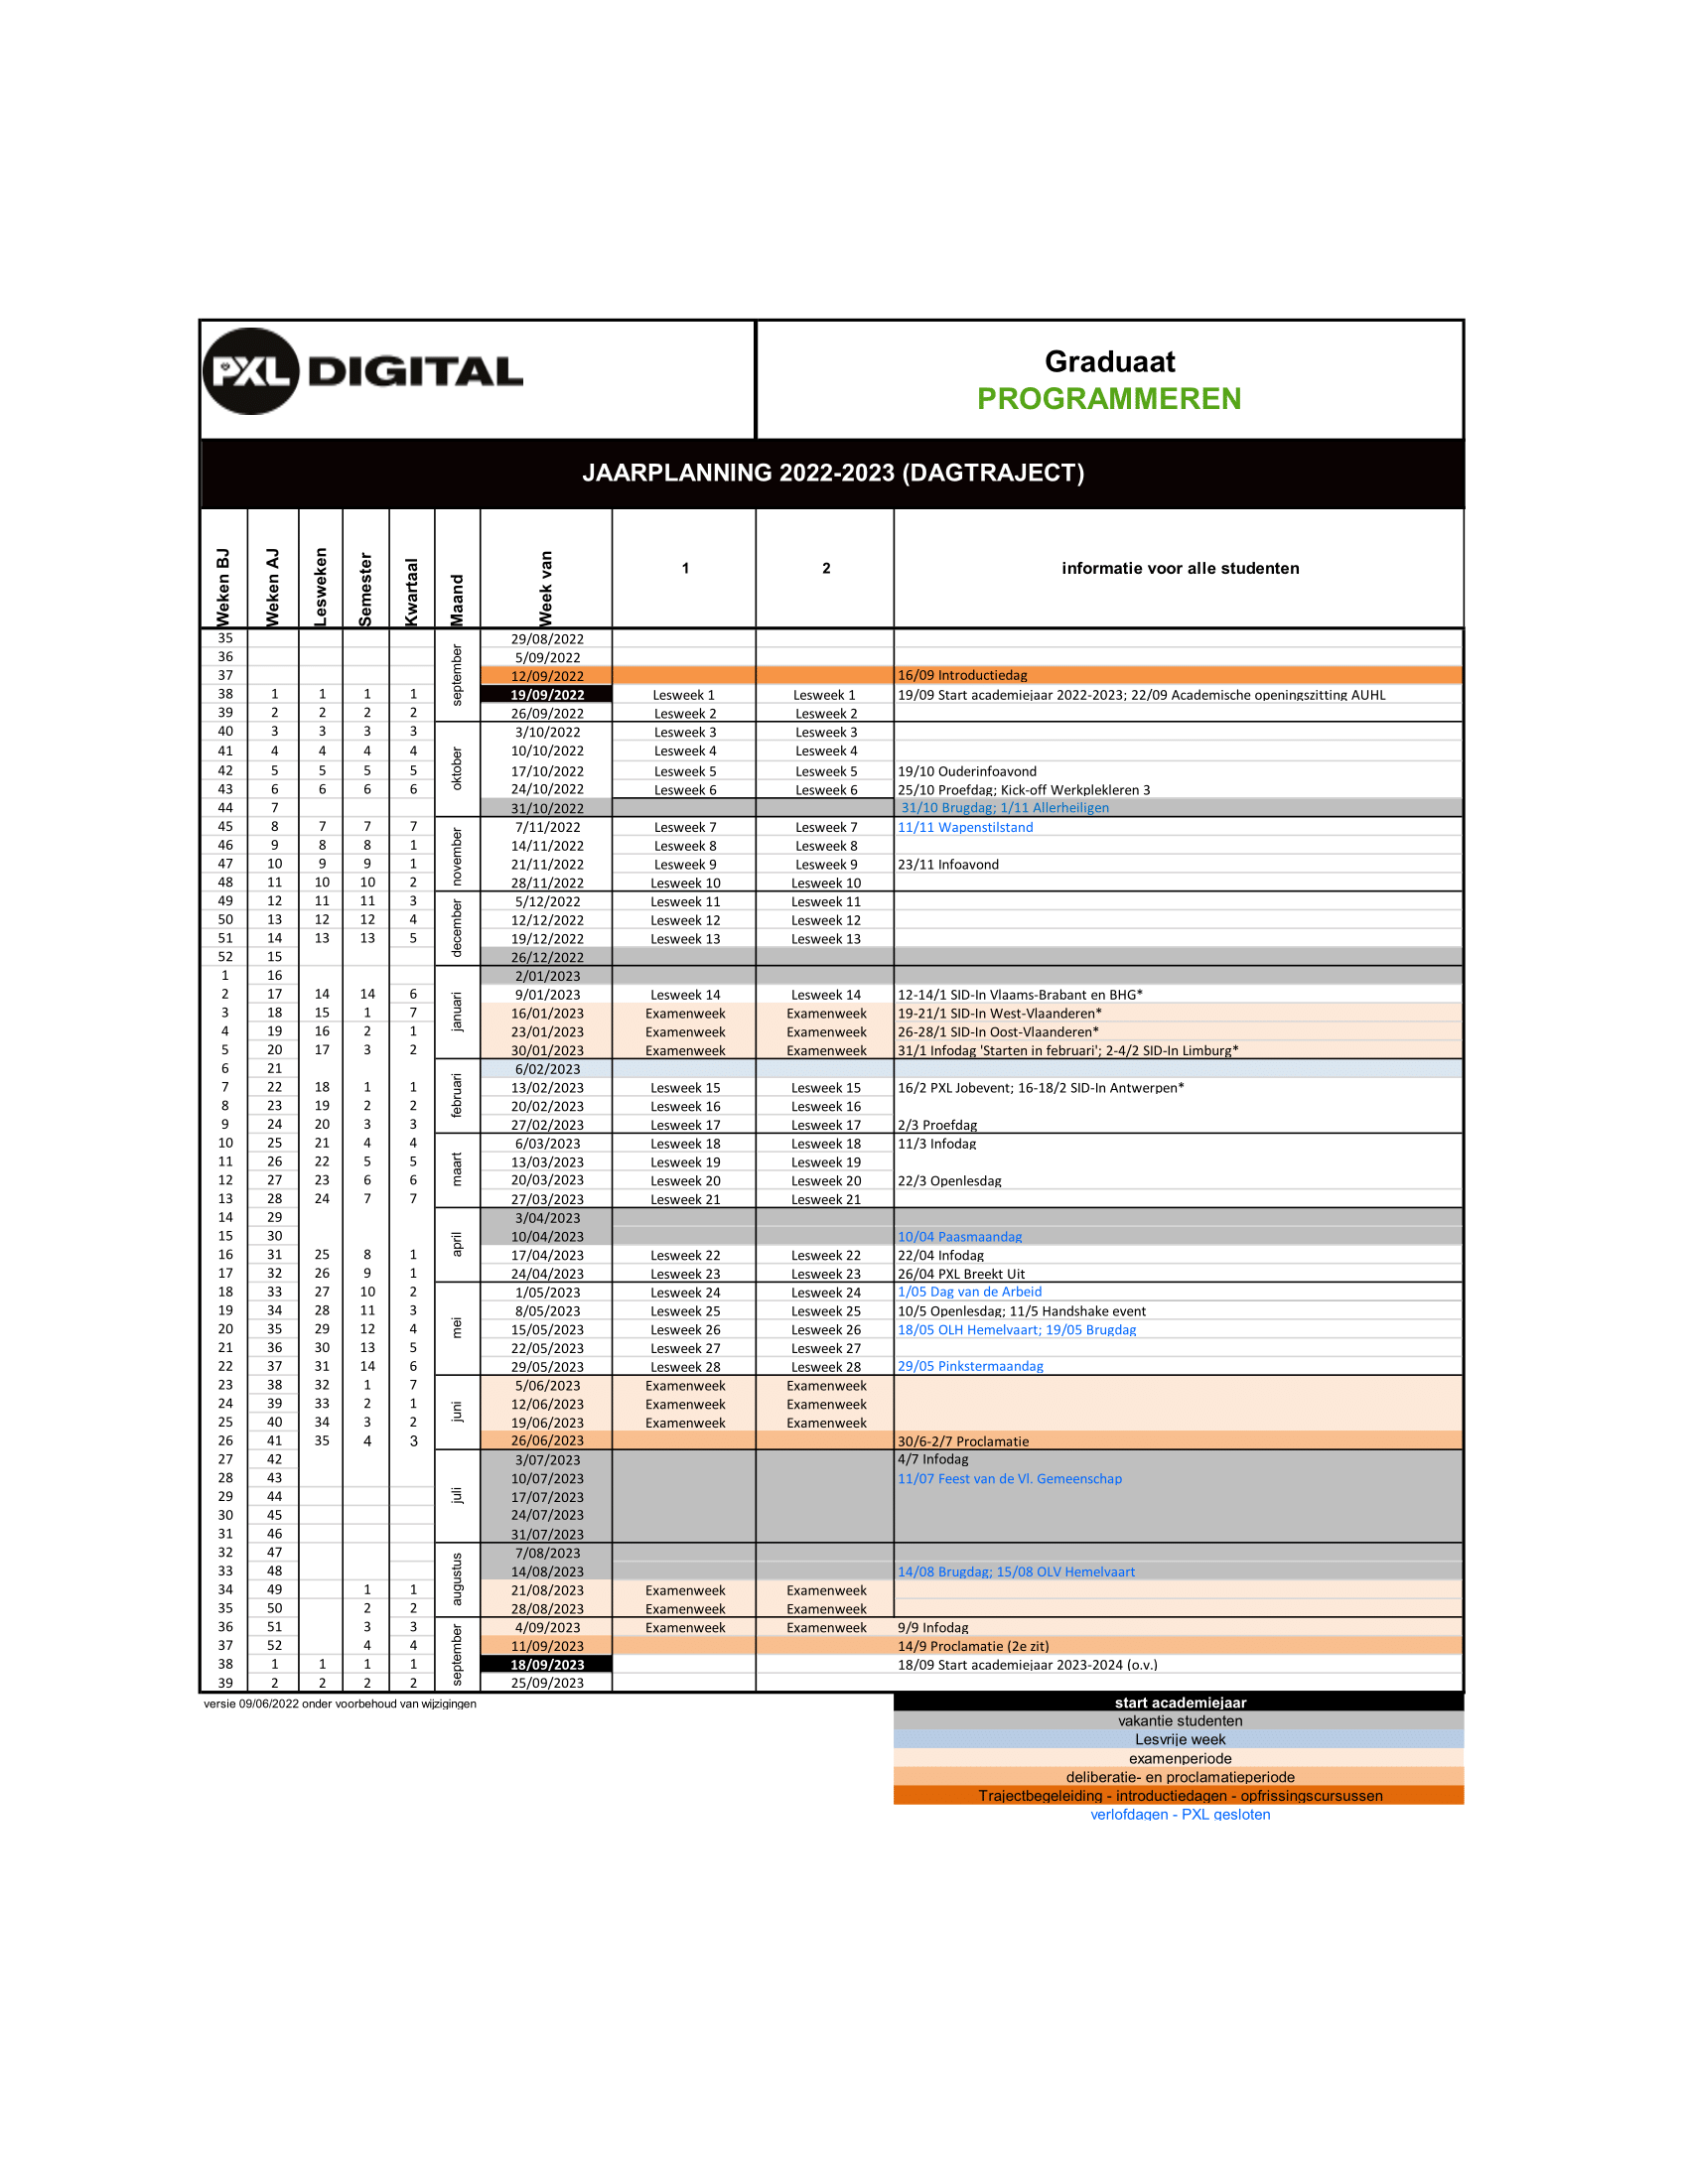 PXL DIGITAL
Graduaat
PROGRAMMEREN
JAARPLANNING 2022-2023 (DAGTRAJECT)
Weken BJ Weken AJ Lesweken Semester Kwartaal Maand Week van 1 2 informatie voor alle studenten
september
35 29/08/2022
36 5/09/2022
37 12/09/2022 16/09 Introductiedag
38 1 1 1 1 19/09/2022 Lesweek 1 Lesweek 1 19/09 Start academiejaar 2022-2023; 22/09 Academische openingszitting AUHL
39 2 2 2 2 26/09/2022 Lesweek 2 Lesweek 2
oktober
40 3 3 3 3 3/10/2022 Lesweek 3 Lesweek 3
41 4 4 4 4 10/10/2022 Lesweek 4 Lesweek 4
42 5 5 5 5 17/10/2022 Lesweek 5 Lesweek 5 19/10 Ouderinfoavond
43 6 6 6 6 24/10/2022 Lesweek 6 Lesweek 6 25/10 Proefdag; Kick-off Werkplekleren 3
44 7 31/10/2022 31/10 Brugdag; 1/11 Allerheiligen
november
45 8 7 7 7 7/11/2022 Lesweek 7 Lesweek 7 11/11 Wapenstilstand
46 9 8 8 1 14/11/2022 Lesweek 8 Lesweek 8
47 10 9 9 1 21/11/2022 Lesweek 9 Lesweek 9 23/11 Infoavond
48 11 10 10 2 28/11/2022 Lesweek 10 Lesweek 10
december
49 12 11 11 3 5/12/2022 Lesweek 11 Lesweek 11
50 13 12 12 4 12/12/2022 Lesweek 12 Lesweek 12
51 14 13 13 5 19/12/2022 Lesweek 13 Lesweek 13
52 15 26/12/2022
januari
1 16 2/01/2023
2 17 14 14 6 9/01/2023 Lesweek 14 Lesweek 14 12-14/1 SID-In Vlaams-Brabant en BHG*
3 18 15 1 7 16/01/2023 Examenweek Examenweek 19-21/1 SID-In West-Vlaanderen*
4 19 16 2 1 23/01/2023 Examenweek Examenweek 26-28/1 SID-In Oost-Vlaanderen*
5 20 17 3 2 30/01/2023 Examenweek Examenweek 31/1 Infodag 'Starten in februari'; 2-4/2 SID-In Limburg*
februari
6 21 6/02/2023
7 22 18 1 1 13/02/2023 Lesweek 15 Lesweek 15 16/2 PXL Jobevent; 16-18/2 SID-In Antwerpen*
8 23 19 2 2 20/02/2023 Lesweek 16 Lesweek 16
9 24 20 3 3 27/02/2023 Lesweek 17 Lesweek 17 2/3 Proefdag
maart
10 25 21 4 4 6/03/2023 Lesweek 18 Lesweek 18 11/3 Infodag
11 26 22 5 5 13/03/2023 Lesweek 19 Lesweek 19
12 27 23 6 6 20/03/2023 Lesweek 20 Lesweek 20 22/3 Openlesdag
13 28 24 7 7 27/03/2023 Lesweek 21 Lesweek 21
april
14 29 3/04/2023
15 30 10/04/2023 10/04 Paasmaandag
16 31 25 8 1 17/04/2023 Lesweek 22 Lesweek 22 22/04 Infodag
17 32 26 9 1 24/04/2023 Lesweek 23 Lesweek 23 26/04 PXL Breekt Uit
mei
18 33 27 10 2 1/05/2023 Lesweek 24 Lesweek 24 1/05 Dag van de Arbeid
19 34 28 11 3 8/05/2023 Lesweek 25 Lesweek 25 10/5 Openlesdag; 11/5 Handshake event
20 35 29 12 4 15/05/2023 Lesweek 26 Lesweek 26 18/05 OLH Hemelvaart; 19/05 Brugdag
21 36 30 13 5 22/05/2023 Lesweek 27 Lesweek 27
22 37 31 14 6 29/05/2023 Lesweek 28 Lesweek 28 29/05 Pinkstermaandag
juni
23 38 32 1 7 5/06/2023 Examenweek Examenweek
24 39 33 2 1 12/06/2023 Examenweek Examenweek
25 40 34 3 2 19/06/2023 Examenweek Examenweek
26 41 35 4 3 26/06/2023 30/6-2/7 Proclamatie
juli
27 42 3/07/2023 4/7 Infodag
28 43 10/07/2023 11/07 Feest van de Vl. Gemeenschap
29 44 17/07/2023
30 45 24/07/2023
31 46 31/07/2023
augustus
32 47 7/08/2023
33 48 14/08/2023 14/08 Brugdag; 15/08 OLV Hemelvaart
34 49 1 1 21/08/2023 Examenweek Examenweek
35 50 2 2 28/08/2023 Examenweek Examenweek
september
36 51 3 3 4/09/2023 Examenweek Examenweek 9/9 Infodag
37 52 4 4 11/09/2023 14/9 Proclamatie (2e zit)
38 1 1 1 1 18/09/2023 18/09 Start academiejaar 2023-2024 (o.v.)
39 2 2 2 2 25/09/2023
versie 09/06/2022 onder voorbehoud van wijzigingen
start academiejaar
vakantie studenten
Lesvrije week
examenperiode
deliberatie- en proclamatieperiode
Trajectbegeleiding - introductiedagen - opfrissingscursussen
verlofdagen - PXL gesloten